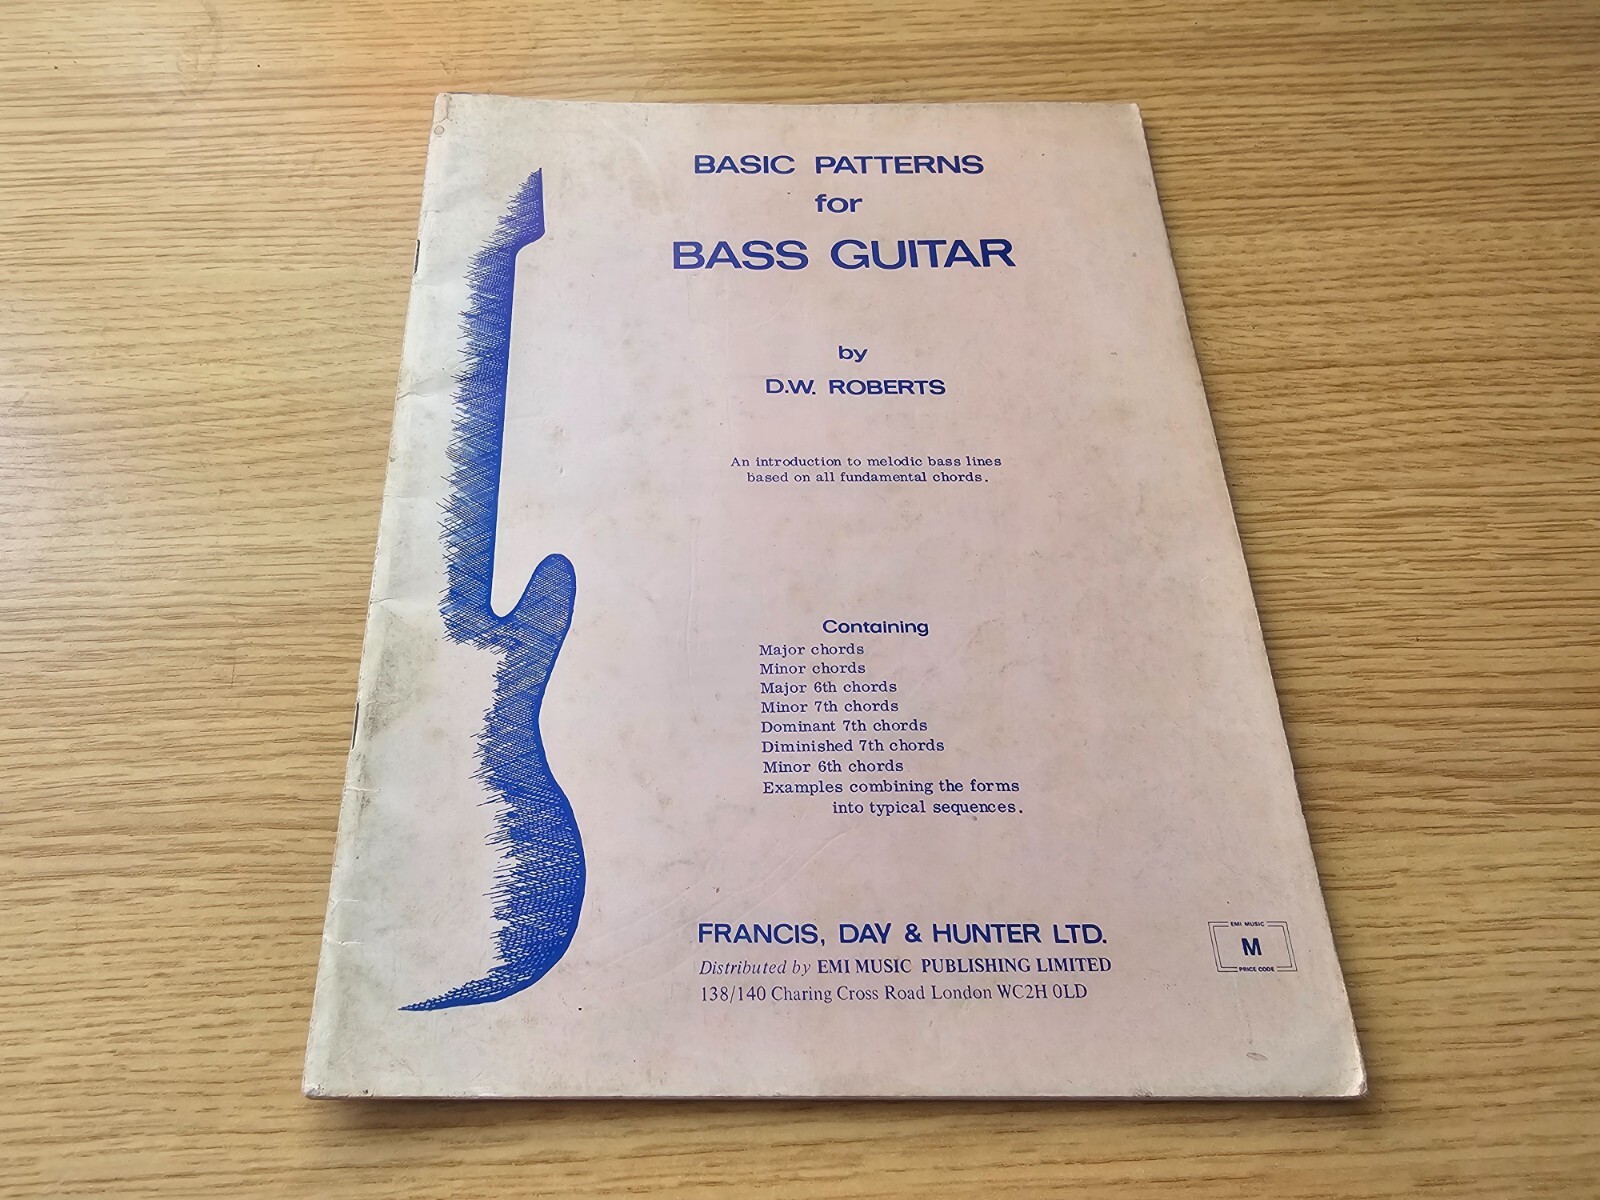 BASIC PATTERNS
for
BASS GUITAR
by
D.W. ROBERTS
An introduction to melodic bass lines
based on all fundamental chords.
Containing
Major chords
Minor chords
Major 6th chords
Minor 7th chords
Dominant 7th chords
Diminished 7th chords
Minor 6th chords
Examples combining the forms
into typical sequences.
FRANCIS, DAY & HUNTER LTD.
Distributed by EMI MUSIC PUBLISHING LIMITED
138/140 Charing Cross Road London WC2H 0LD
EMI MUSIC
M
PRICE CODE